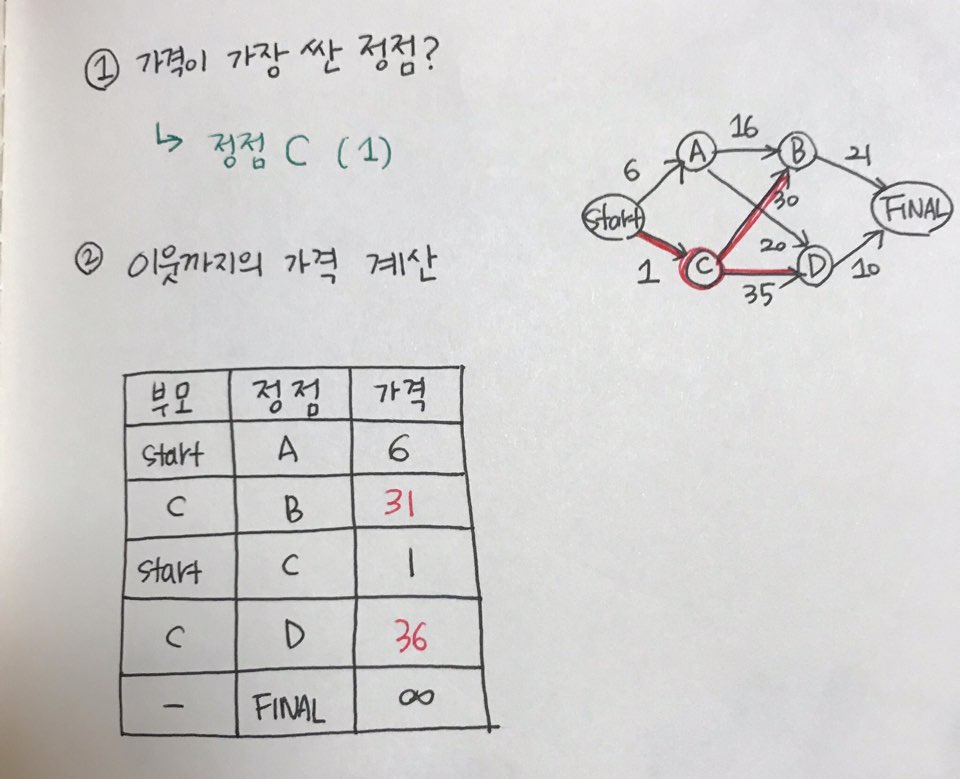 ① 가격이 가장 싼 정점?
↳ 정점 C (1)
② 이웃까지의 가격 계산
부모 정점 가격
Start A 6
C B 31
Start C 1
C D 36
- FINAL ∞
16
A B 21
6
Start 30 FINAL
20
1 C D 10
35